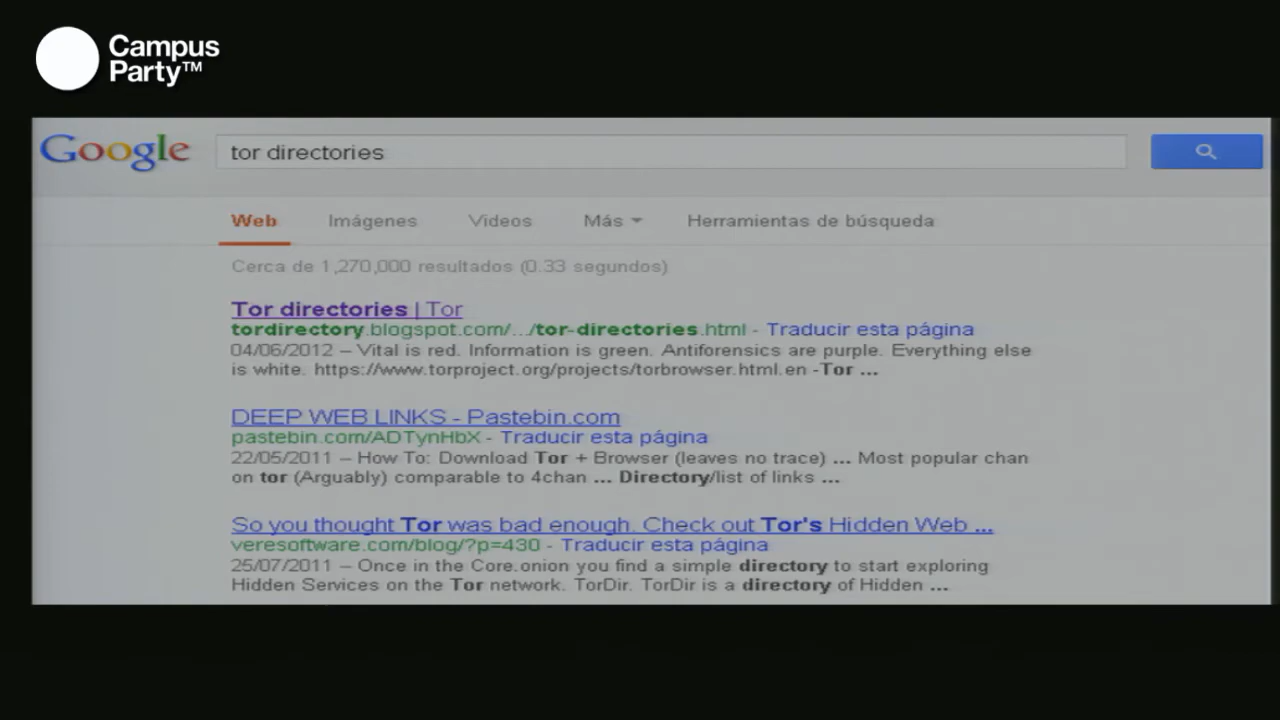 Campus
Party™
Google
tor directories
Web Imágenes Videos Más Herramientas de búsqueda
Cerca de 1,270,000 resultados (0.33 segundos)
Tor directories | Tor
tordirectory.blogspot.com/.../tor-directories.html - Traducir esta página
04/06/2012 – Vital is red. Information is green. Antiforensics are purple. Everything else
is white. https://www.torproject.org/projects/torbrowser.html.en -Tor ...
DEEP WEB LINKS - Pastebin.com
pastebin.com/ADTynHbX - Traducir esta página
22/05/2011 – How To: Download Tor + Browser (leaves no trace) ... Most popular chan
on tor (Arguably) comparable to 4chan ... Directory/list of links ...
So you thought Tor was bad enough. Check out Tor's Hidden Web ...
veresoftware.com/blog/?p=430 - Traducir esta página
25/07/2011 – Once in the Core.onion you find a simple directory to start exploring
Hidden Services on the Tor network. TorDir. TorDir is a directory of Hidden ...